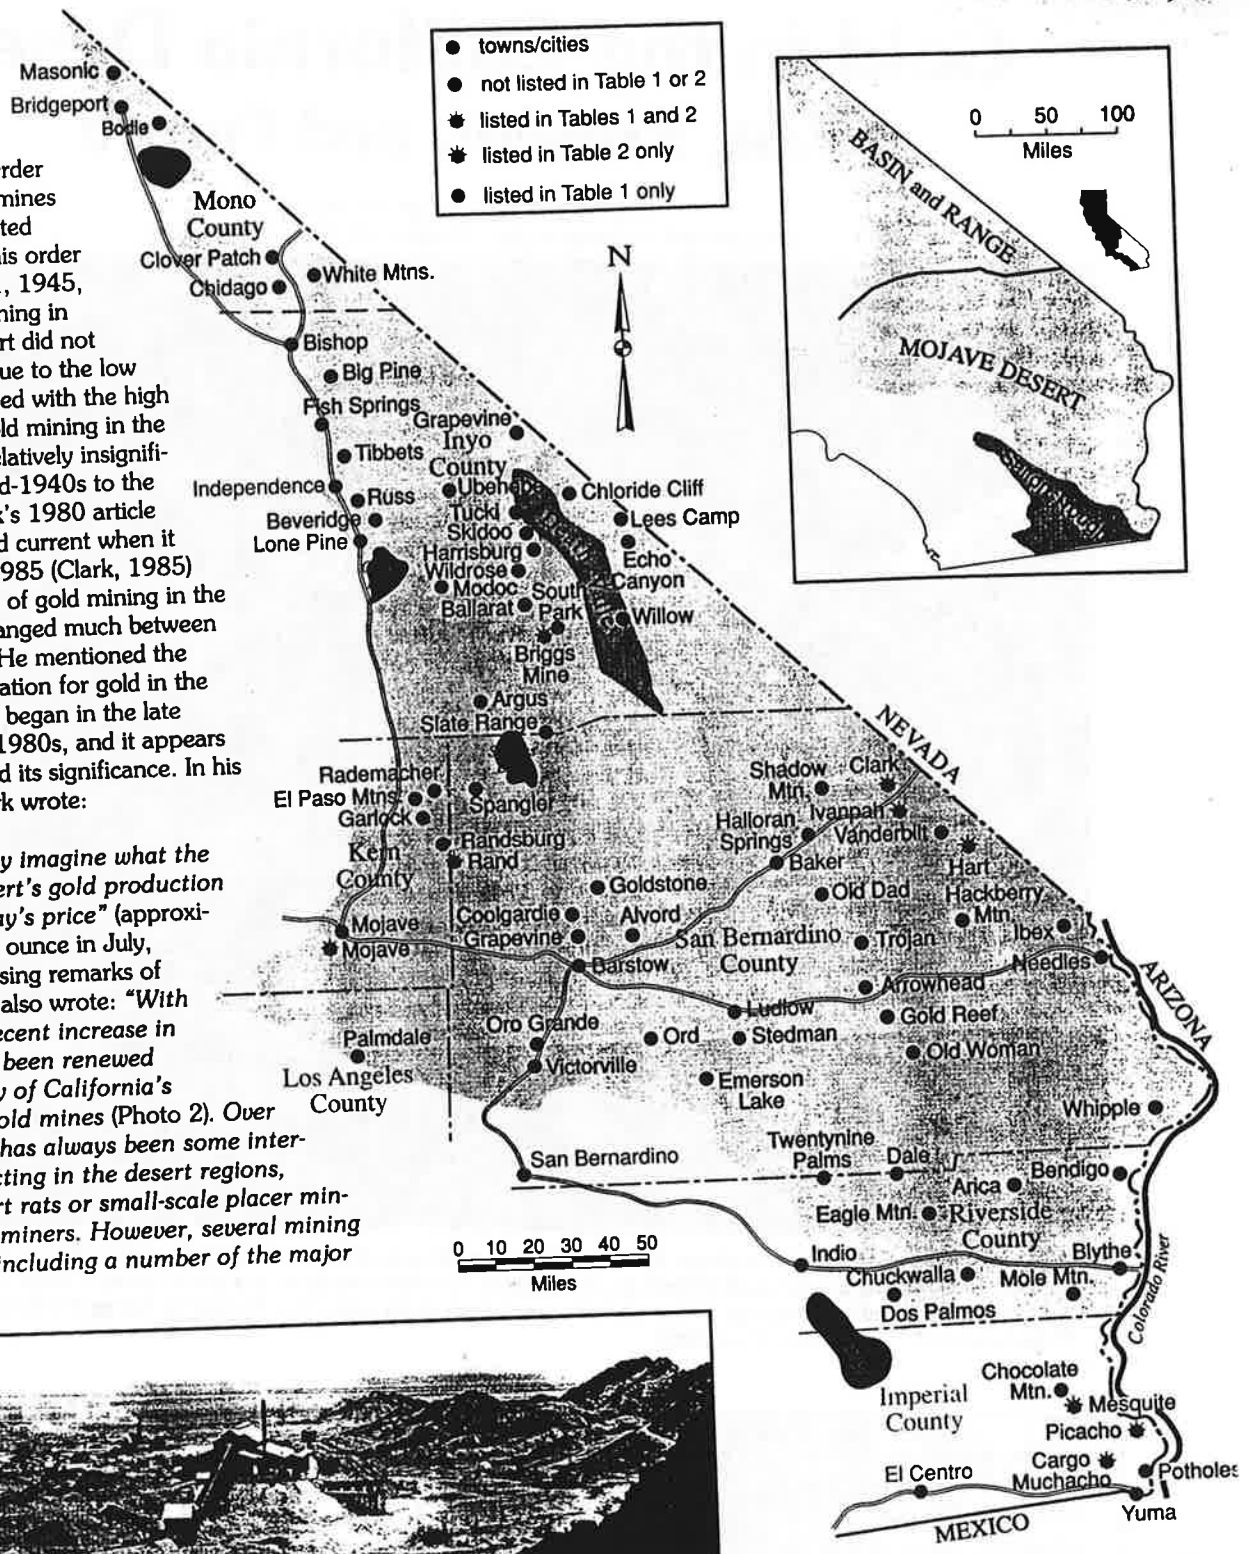 towns/cities
not listed in Table 1 or 2
listed in Tables 1 and 2
listed in Table 2 only
listed in Table 1 only
0 50 100
Miles
BASIN and RANGE
MOJAVE DESERT
Salton Trough
N
Masonic
Bridgeport
Bodie
Mono
County
Clover Patch
White Mtns.
Chidago
Bishop
Big Pine
Fish Springs
Grapevine
Inyo
County
Tibbets
Independence
Russ
Ubehebe
Chloride Cliff
Beveridge
Tucki
Lees Camp
Lone Pine
Skidoo
Harrisburg
Echo
Canyon
Wildrose
Modoc
South
Park
Death Valley
Ballarat
Willow
Briggs
Mine
Argus
Slate Range
NEVADA
Rademacher
El Paso Mtns.
Spangler
Garlock
Shadow
Mtn.
Clark
Ivanpah
Halloran
Springs
Vanderbilt
Randsburg
Rand
Kern
County
Baker
Hart
Goldstone
Old Dad
Hackberry
Mtn.
Mojave
Mojave
Coolgardie
Alvord
Grapevine
San Bernardino
County
Trojan
Ibex
Barstow
Needles
Arrowhead
ARIZONA
Ludlow
Gold Reef
Palmdale
Oro Grande
Ord
Stedman
Old Woman
Victorville
Los Angeles
County
Emerson
Lake
Whipple
San Bernardino
Twentynine
Palms
Dale
Bendigo
Arica
Eagle Mtn.
Riverside
County
Indio
Blythe
Chuckwalla
Mole Mtn.
Dos Palmos
Colorado River
0 10 20 30 40 50
Miles
Chocolate
Mtn.
Mesquite
Imperial
County
Picacho
Cargo
Muchacho
Potholes
El Centro
Yuma
MEXICO
rder
mines
ted
is order
., 1945,
ning in
rt did not
ue to the low
ed with the high
ld mining in the
elatively insignifi-
d-1940s to the
k's 1980 article
d current when it
985 (Clark, 1985)
of gold mining in the
anged much between
He mentioned the
ation for gold in the
began in the late
1980s, and it appears
d its significance. In his
rk wrote:
y imagine what the
ert's gold production
ay's price" (approxi-
ounce in July,
sing remarks of
also wrote: "With
ecent increase in
been renewed
y of California's
old mines (Photo 2). Over
has always been some inter-
cting in the desert regions,
rt rats or small-scale placer min-
miners. However, several mining
including a number of the major